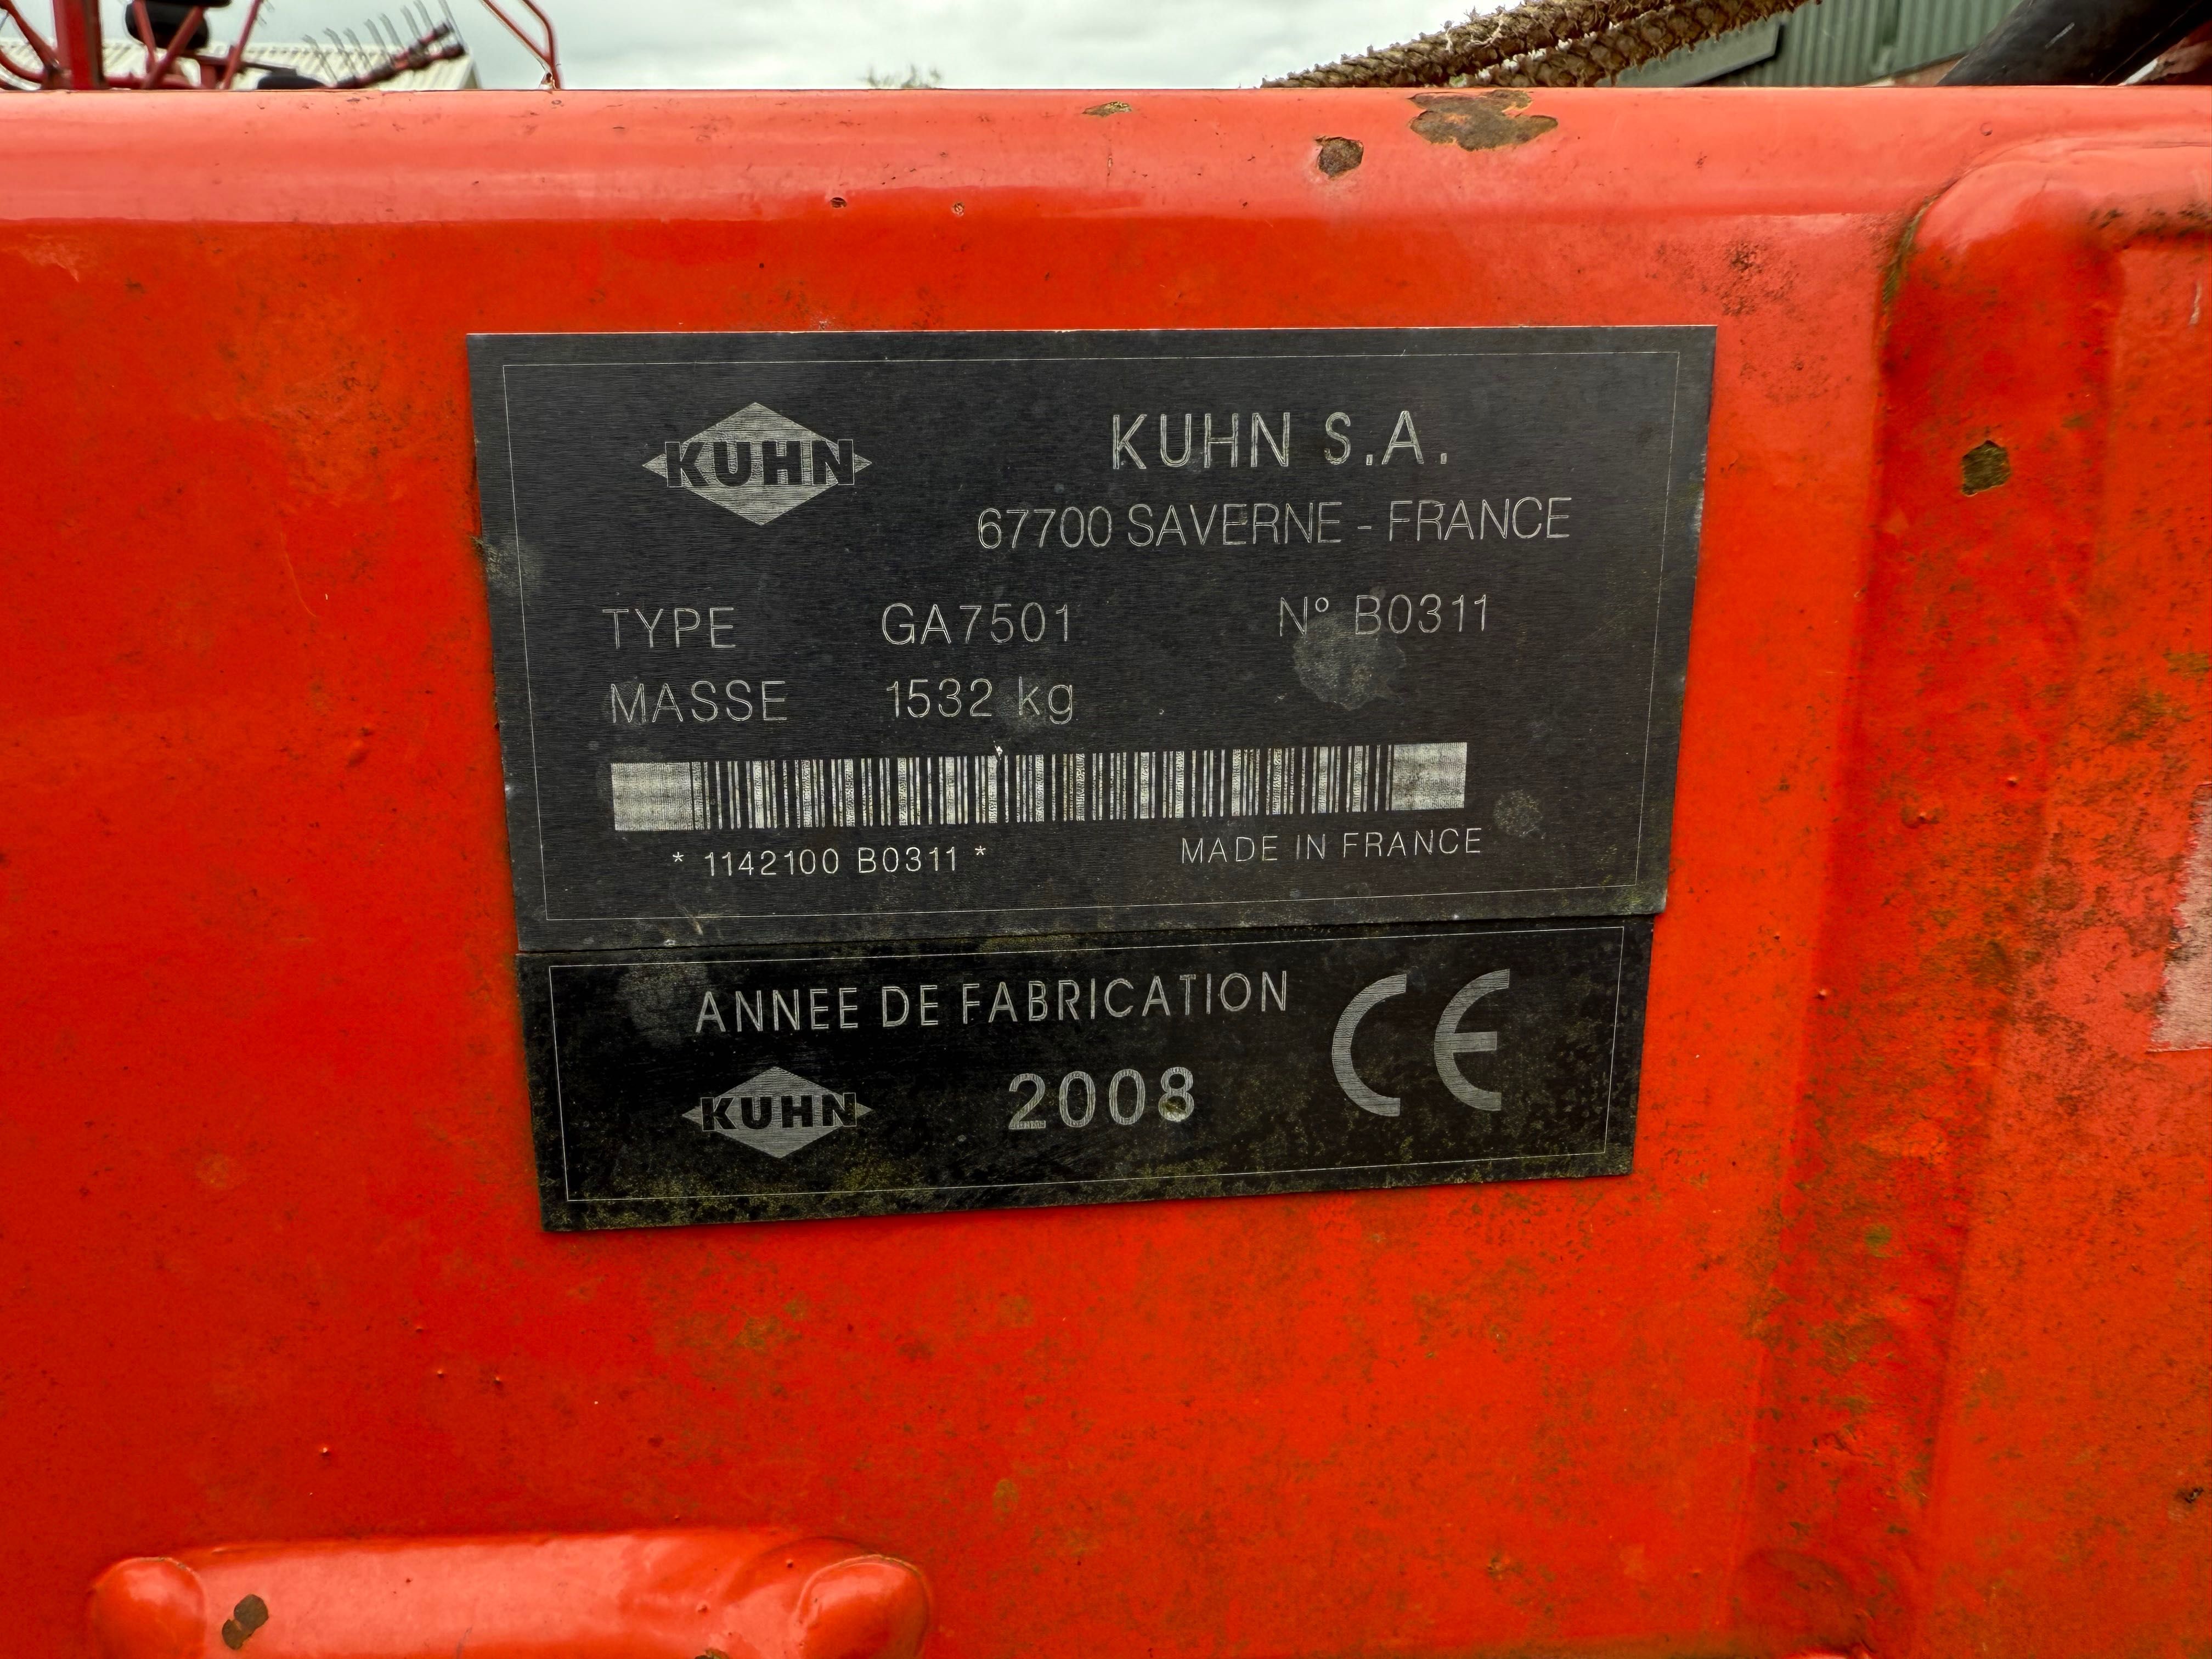 KUHN
KUHN S.A.
67700 SAVERNE - FRANCE
TYPE GA7501 N° B0311
MASSE 1532 kg
* 1142100 B0311 *
MADE IN FRANCE
ANNEE DE FABRICATION
CE
KUHN
2008